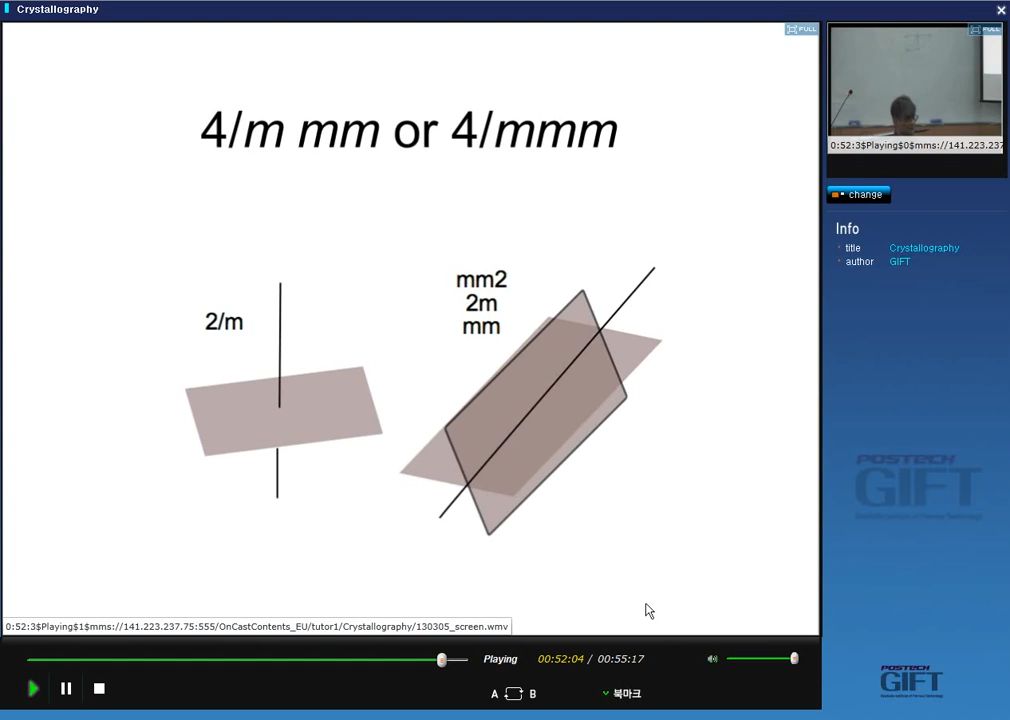 Crystallography
FULL
4/m mm or 4/mmm
2/m
mm2
2m
mm
0:52:3$Playing$1$mms://141.223.237.75:555/OnCastContents_EU/tutor1/Crystallography/130305_screen.wmv
Playing
00:52:04 / 00:55:17
A B
북마크
FULL
0:52:3$Playing$0$mms://141.223.237
change
Info
title Crystallography
author GIFT
POSTECH
GIFT
POSTECH
GIFT